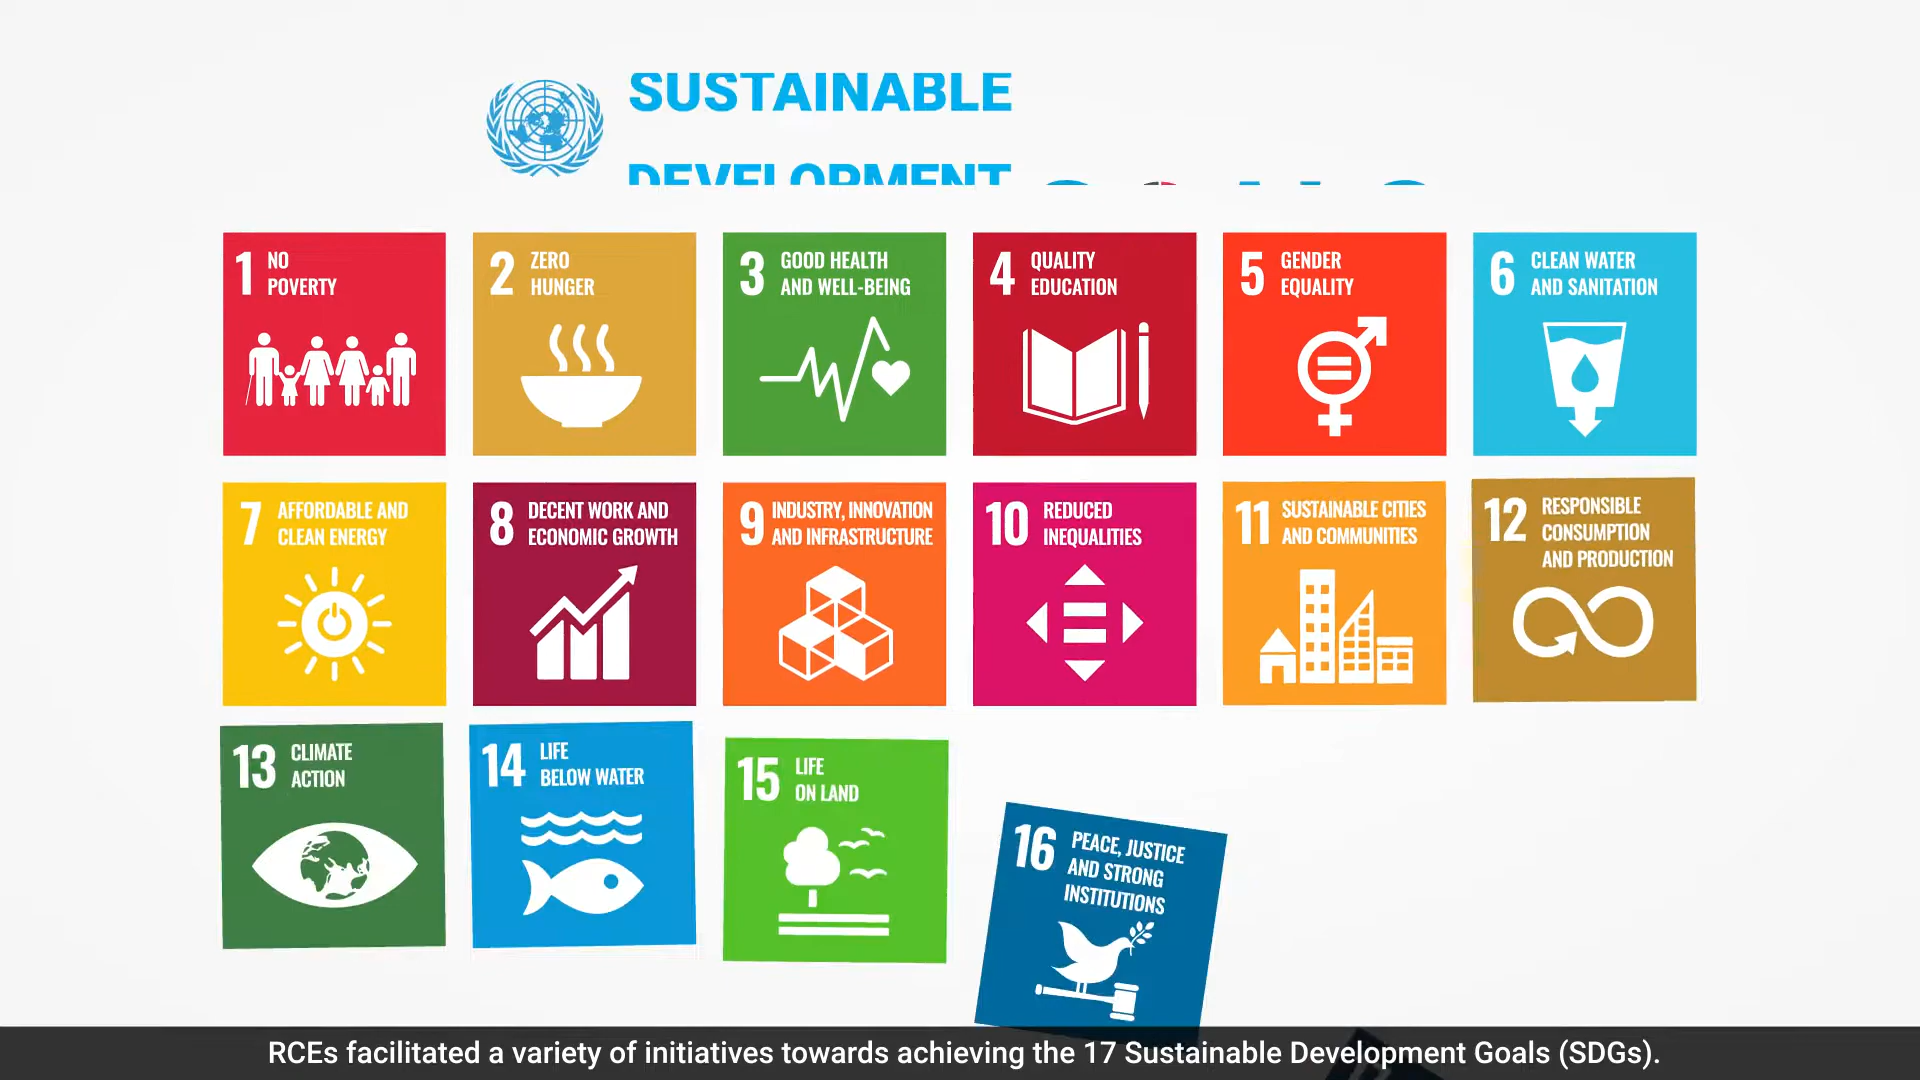 SUSTAINABLE
DEVELOPMENT
1 NO
POVERTY
2 ZERO
HUNGER
3 GOOD HEALTH
AND WELL-BEING
4 QUALITY
EDUCATION
5 GENDER
EQUALITY
6 CLEAN WATER
AND SANITATION
7 AFFORDABLE AND
CLEAN ENERGY
8 DECENT WORK AND
ECONOMIC GROWTH
9 INDUSTRY, INNOVATION
AND INFRASTRUCTURE
10 REDUCED
INEQUALITIES
11 SUSTAINABLE CITIES
AND COMMUNITIES
12 RESPONSIBLE
CONSUMPTION
AND PRODUCTION
13 CLIMATE
ACTION
14 LIFE
BELOW WATER
15 LIFE
ON LAND
16 PEACE, JUSTICE
AND STRONG
INSTITUTIONS
RCEs facilitated a variety of initiatives towards achieving the 17 Sustainable Development Goals (SDGs).